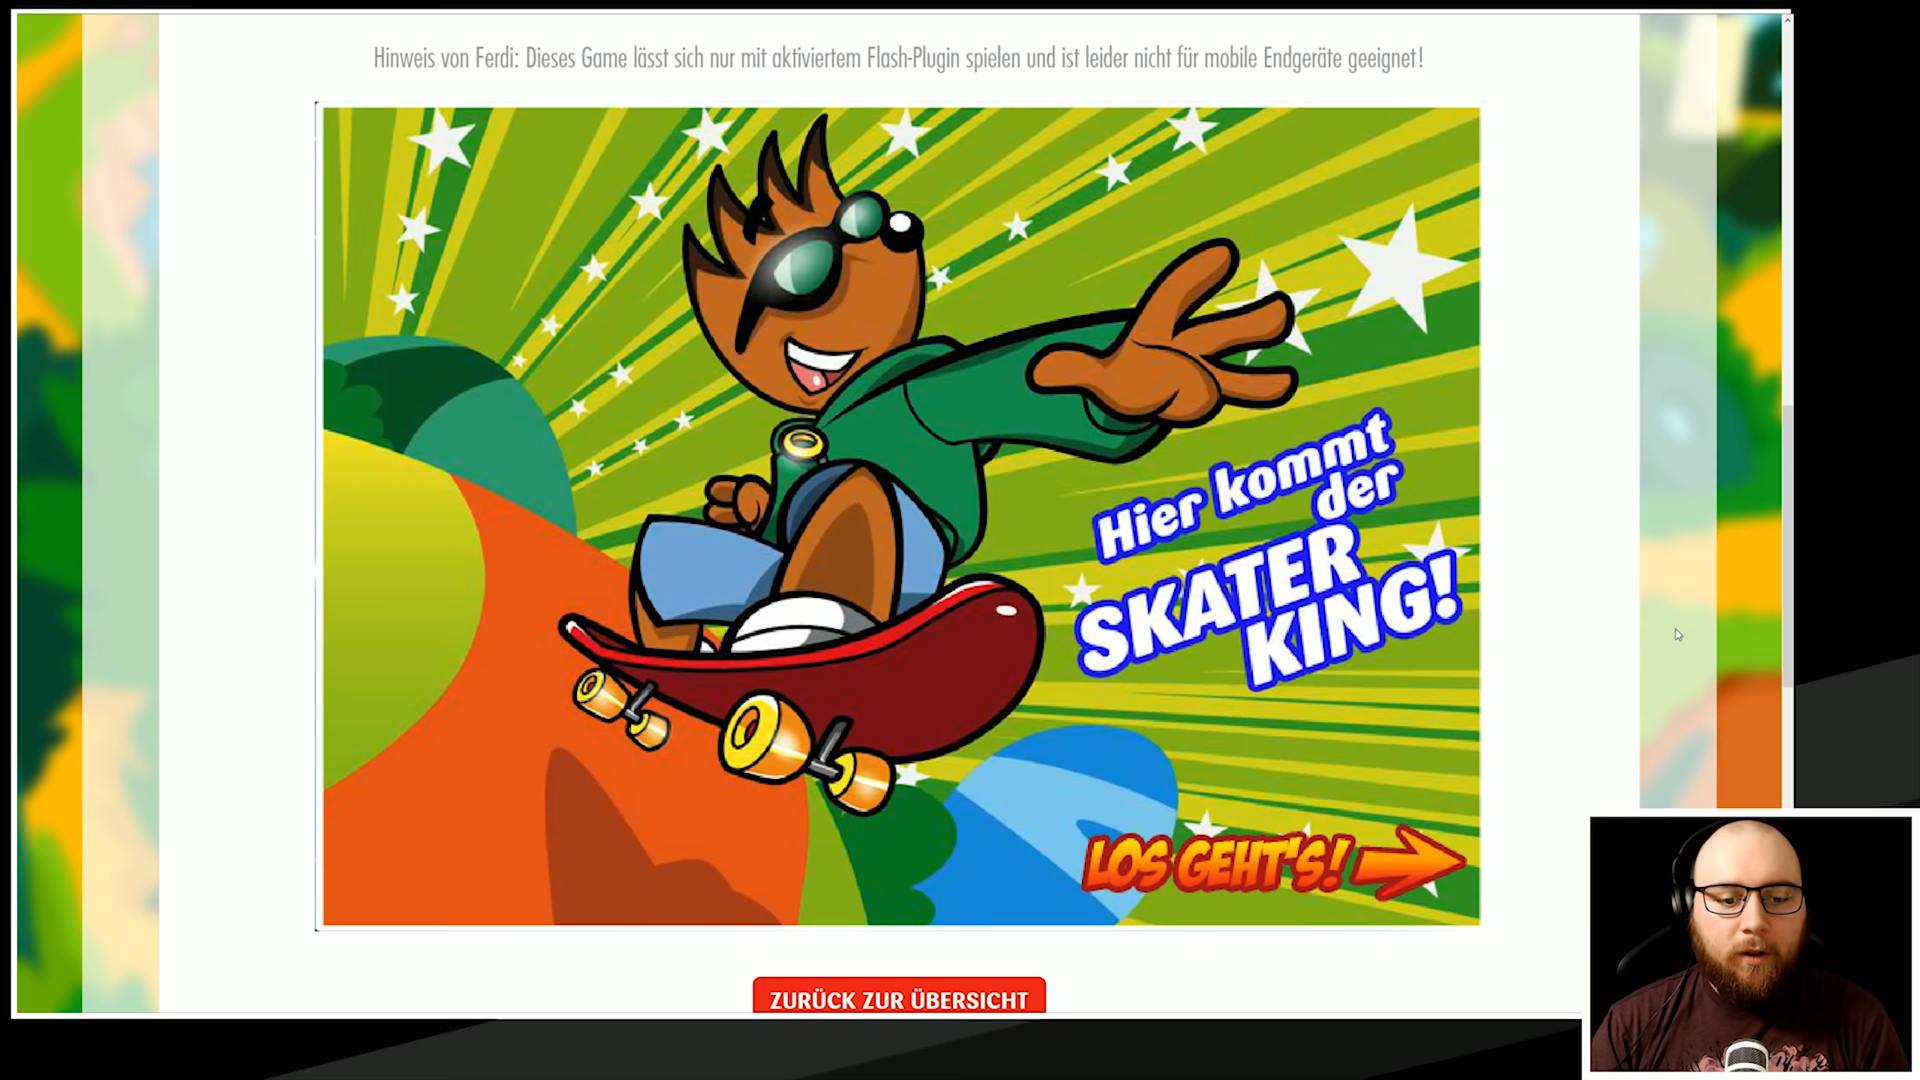 Hinweis von Ferdi: Dieses Game lässt sich nur mit aktiviertem Flash-Plugin spielen und ist leider nicht für mobile Endgeräte geeignet!
Hier kommt
der
SKATER
KING!
LOS GEHT'S!
ZURÜCK ZUR ÜBERSICHT